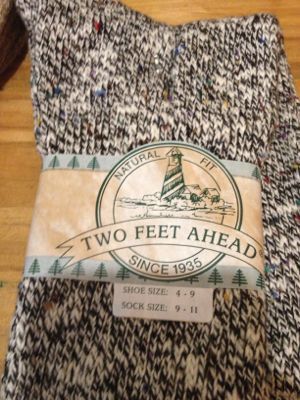 NATURAL FIT
TWO FEET AHEAD
SINCE 1935
SHOE SIZE: 4 - 9
SOCK SIZE: 9 - 11